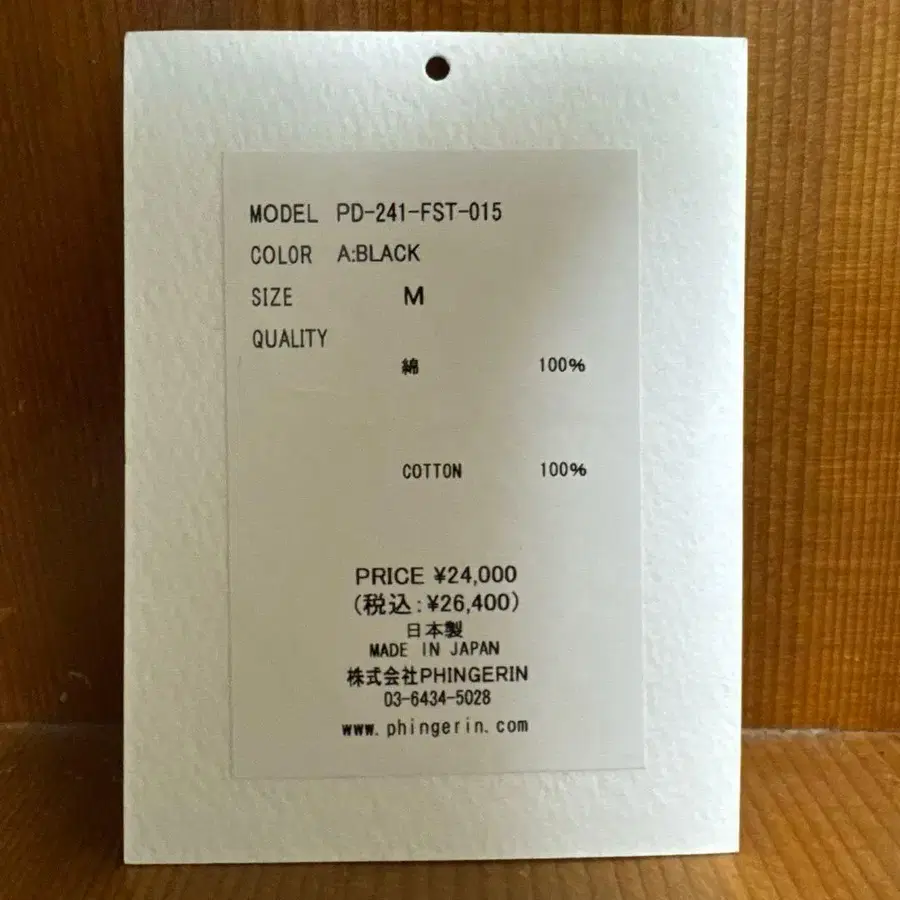 MODEL PD-241-FST-015
COLOR A:BLACK
SIZE M
QUALITY
綿 100%
COTTON 100%
PRICE ¥24,000
(税込:¥26,400)
日本製
MADE IN JAPAN
株式会社PHINGERIN
03-6434-5028
www.phingerin.com